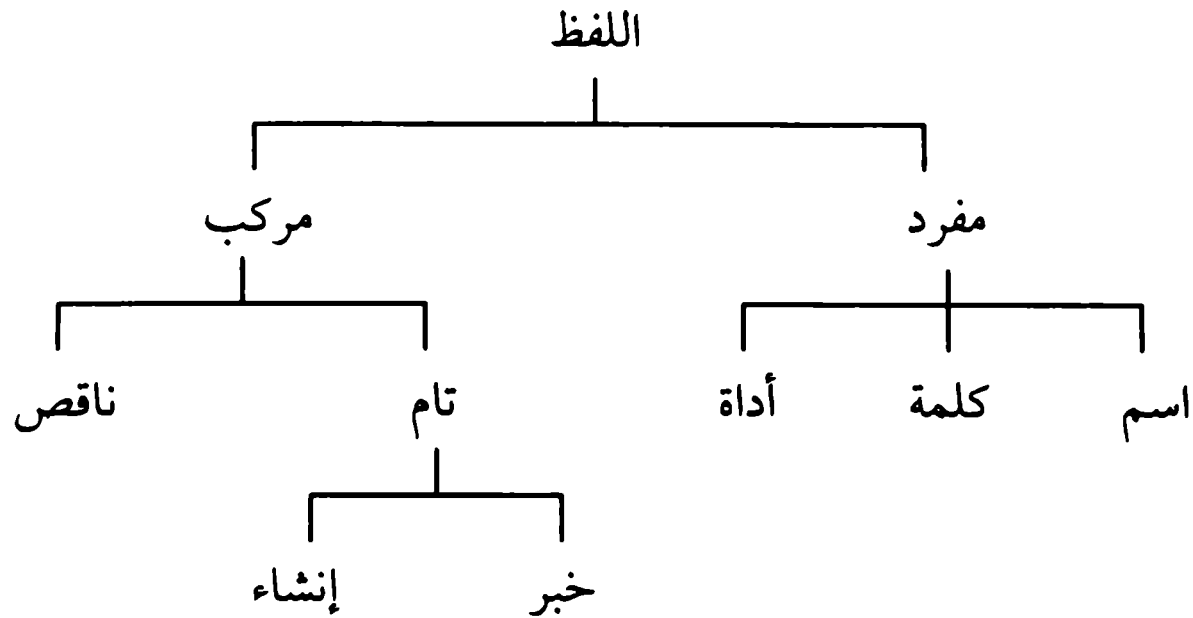 اللفظ
مفرد مركب
اسم كلمة أداة تام ناقص
خبر إنشاء